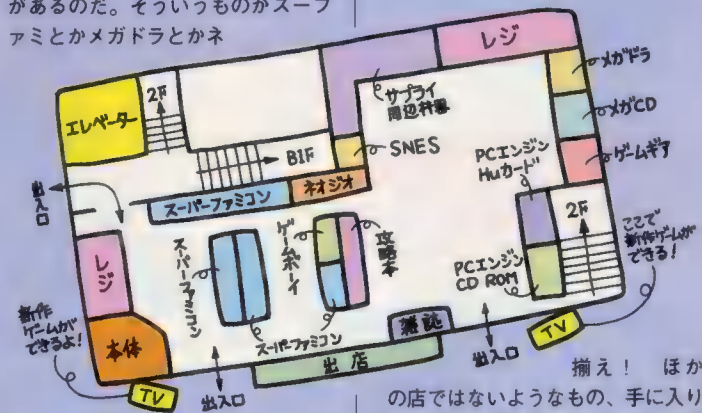 があるのだ。そういうものがスーフ
ァミとかメガドラとかネ
エレベーター
2F
B1F
サプライ
周辺機器
レジ
メガドラ
メガCD
ゲームギア
SNES
ネオジオ
スーパーファミコン
出入口
レジ
スーパーファミコン
ゲームボーイ
攻略本
PCエンジン
Huカード
PCエンジン
CD ROM
2F
ここで
新作ゲームが
できる!
新作
ゲームが
できるよ!
本体
スーパーファミコン
雑誌
出店
出入口
出入口
TV
TV
揃え! ほか
の店ではないようなもの、手に入り